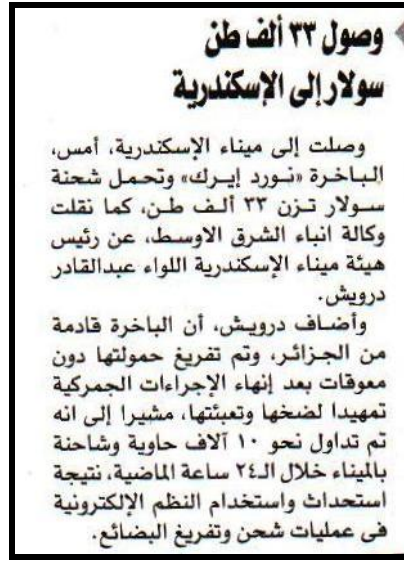 وصول ٣٣ ألف طن
سولار إلى الإسكندرية
وصلت إلى ميناء الإسكندرية، أمس،
الباخرة «نورد إيرك» وتحمل شحنة
سولار تزن ٣٣ ألف طن، كما نقلت
وكالة انباء الشرق الاوسط، عن رئيس
هيئة ميناء الإسكندرية اللواء عبدالقادر
درويش.
وأضاف درويش، أن الباخرة قادمة
من الجزائر، وتم تفريغ حمولتها دون
معوقات بعد إنهاء الإجراءات الجمركية
تمهيدا لضخها وتعبئتها، مشيرا إلى انه
تم تداول نحو ١٠ آلاف حاوية وشاحنة
بالميناء خلال الـ٢٤ ساعة الماضية، نتيجة
استحداث واستخدام النظم الإلكترونية
فى عمليات شحن وتفريغ البضائع.